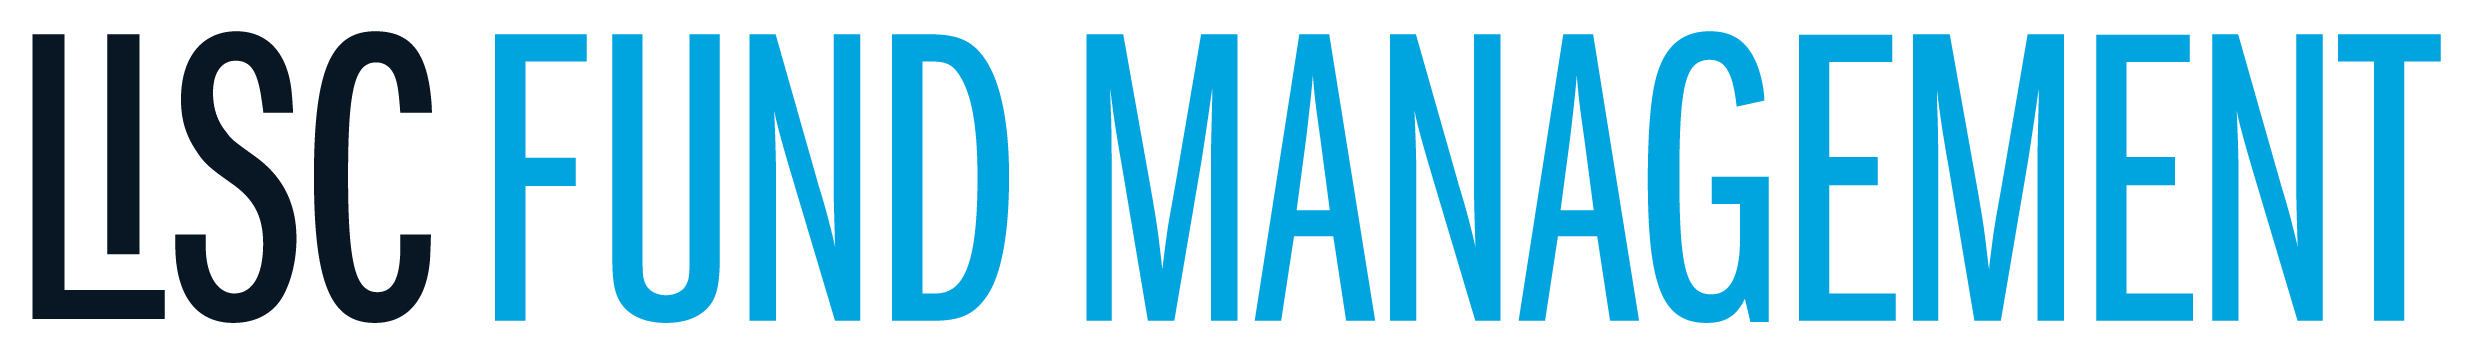 LISC FUND MANAGEMENT